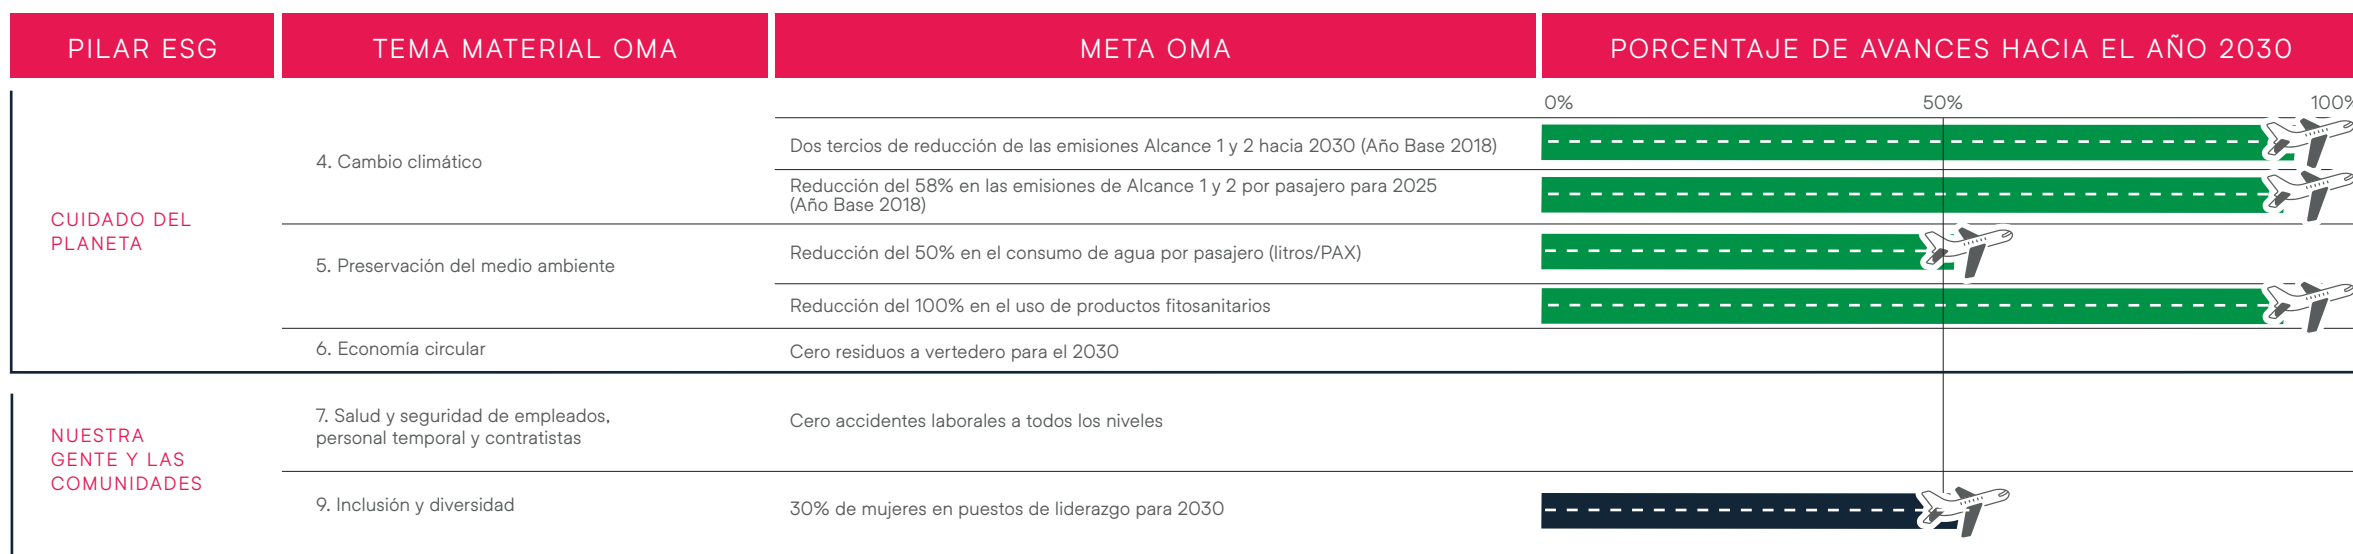 PILAR ESG
TEMA MATERIAL OMA
META OMA
PORCENTAJE DE AVANCES HACIA EL AÑO 2030
0%
50%
100%
CUIDADO DEL
PLANETA
4. Cambio climático
Dos tercios de reducción de las emisiones Alcance 1 y 2 hacia 2030 (Año Base 2018)
Reducción del 58% en las emisiones de Alcance 1 y 2 por pasajero para 2025
(Año Base 2018)
5. Preservación del medio ambiente
Reducción del 50% en el consumo de agua por pasajero (litros/PAX)
Reducción del 100% en el uso de productos fitosanitarios
6. Economía circular
Cero residuos a vertedero para el 2030
NUESTRA
GENTE Y LAS
COMUNIDADES
7. Salud y seguridad de empleados,
personal temporal y contratistas
Cero accidentes laborales a todos los niveles
9. Inclusión y diversidad
30% de mujeres en puestos de liderazgo para 2030